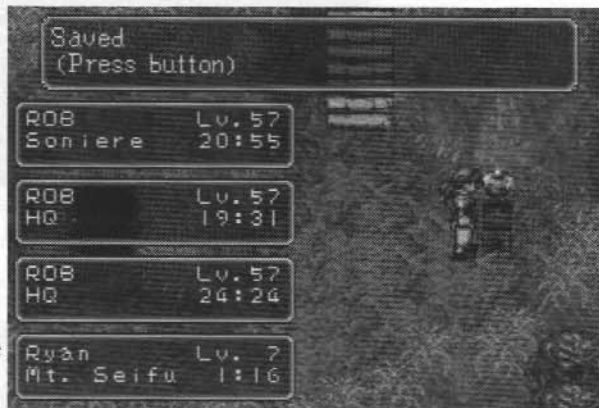 Saved
(Press button)
ROB Lv.57
Soniere 20:55
ROB Lv.57
HQ 19:31
ROB Lv.57
HQ 24:24
Ryan Lv. 7
Mt. Seifu 1:16